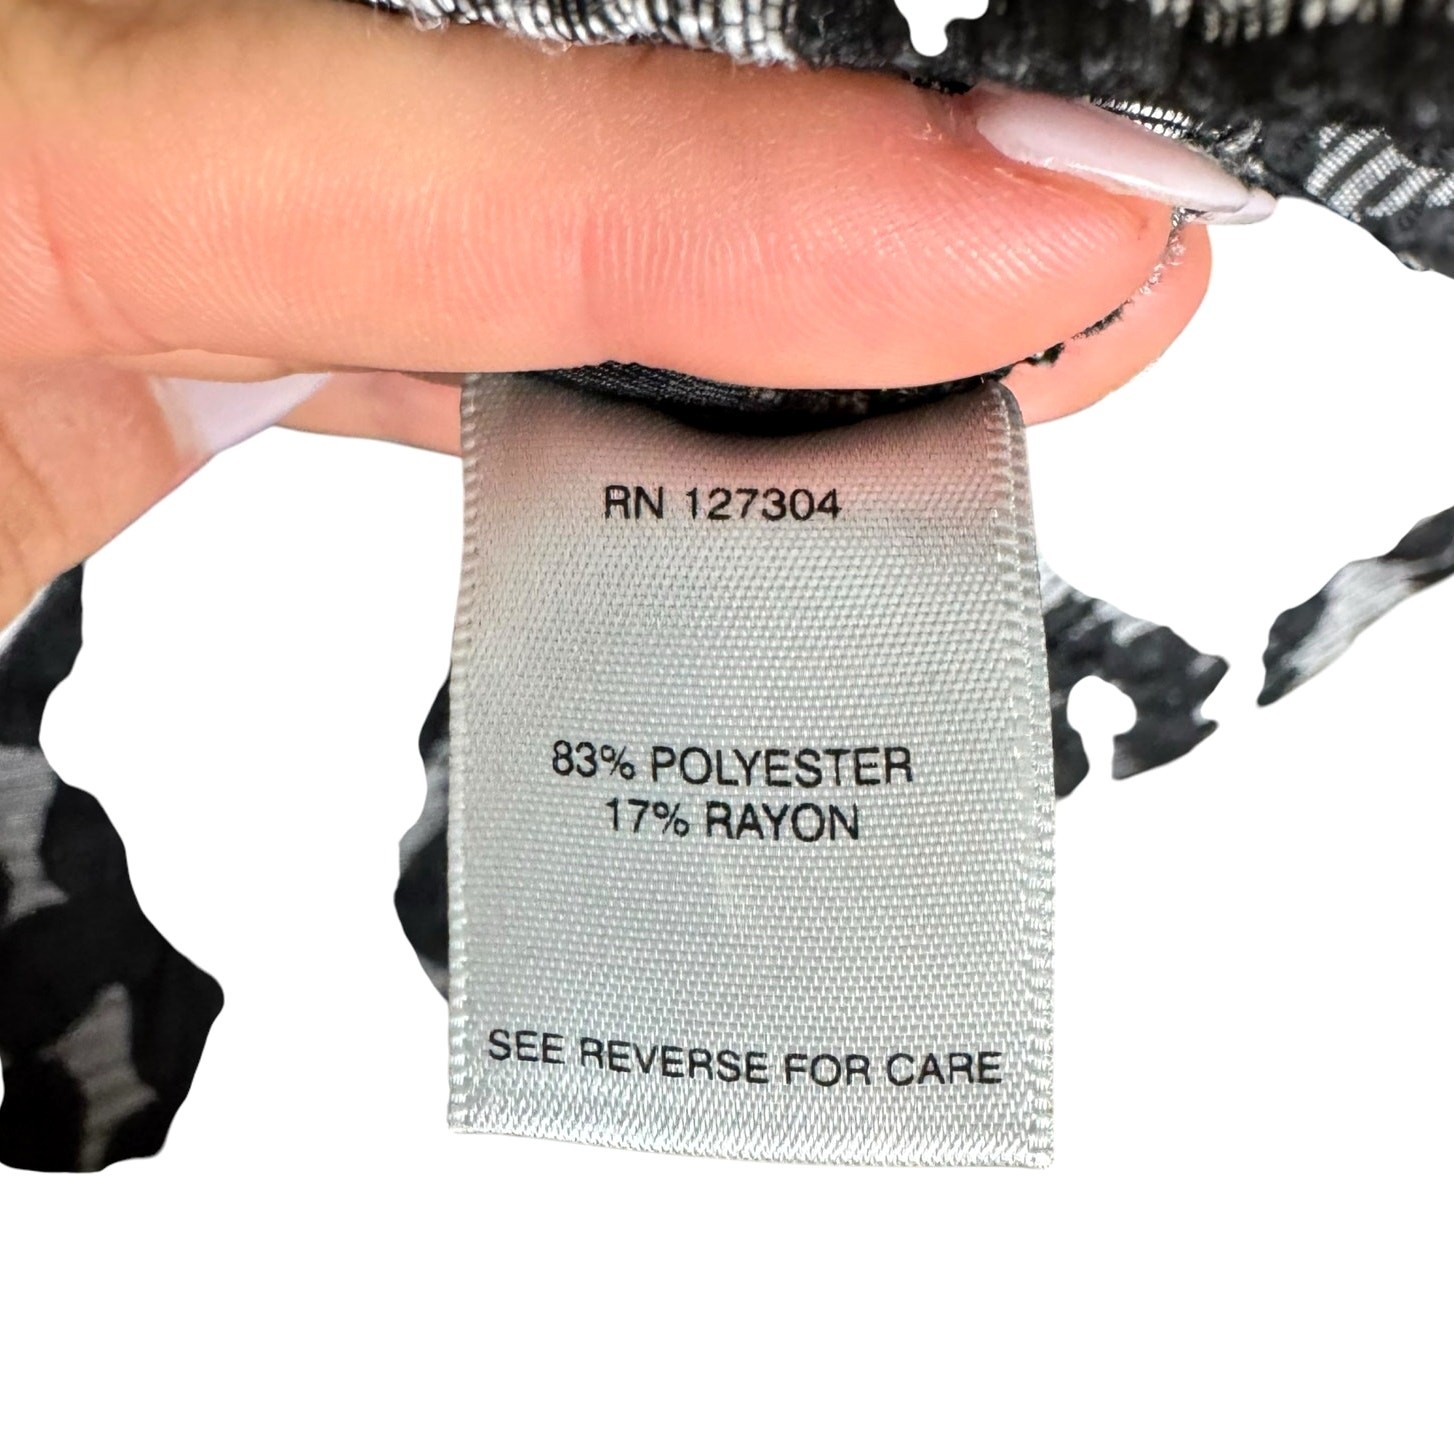 RN 127304
83% POLYESTER
17% RAYON
SEE REVERSE FOR CARE